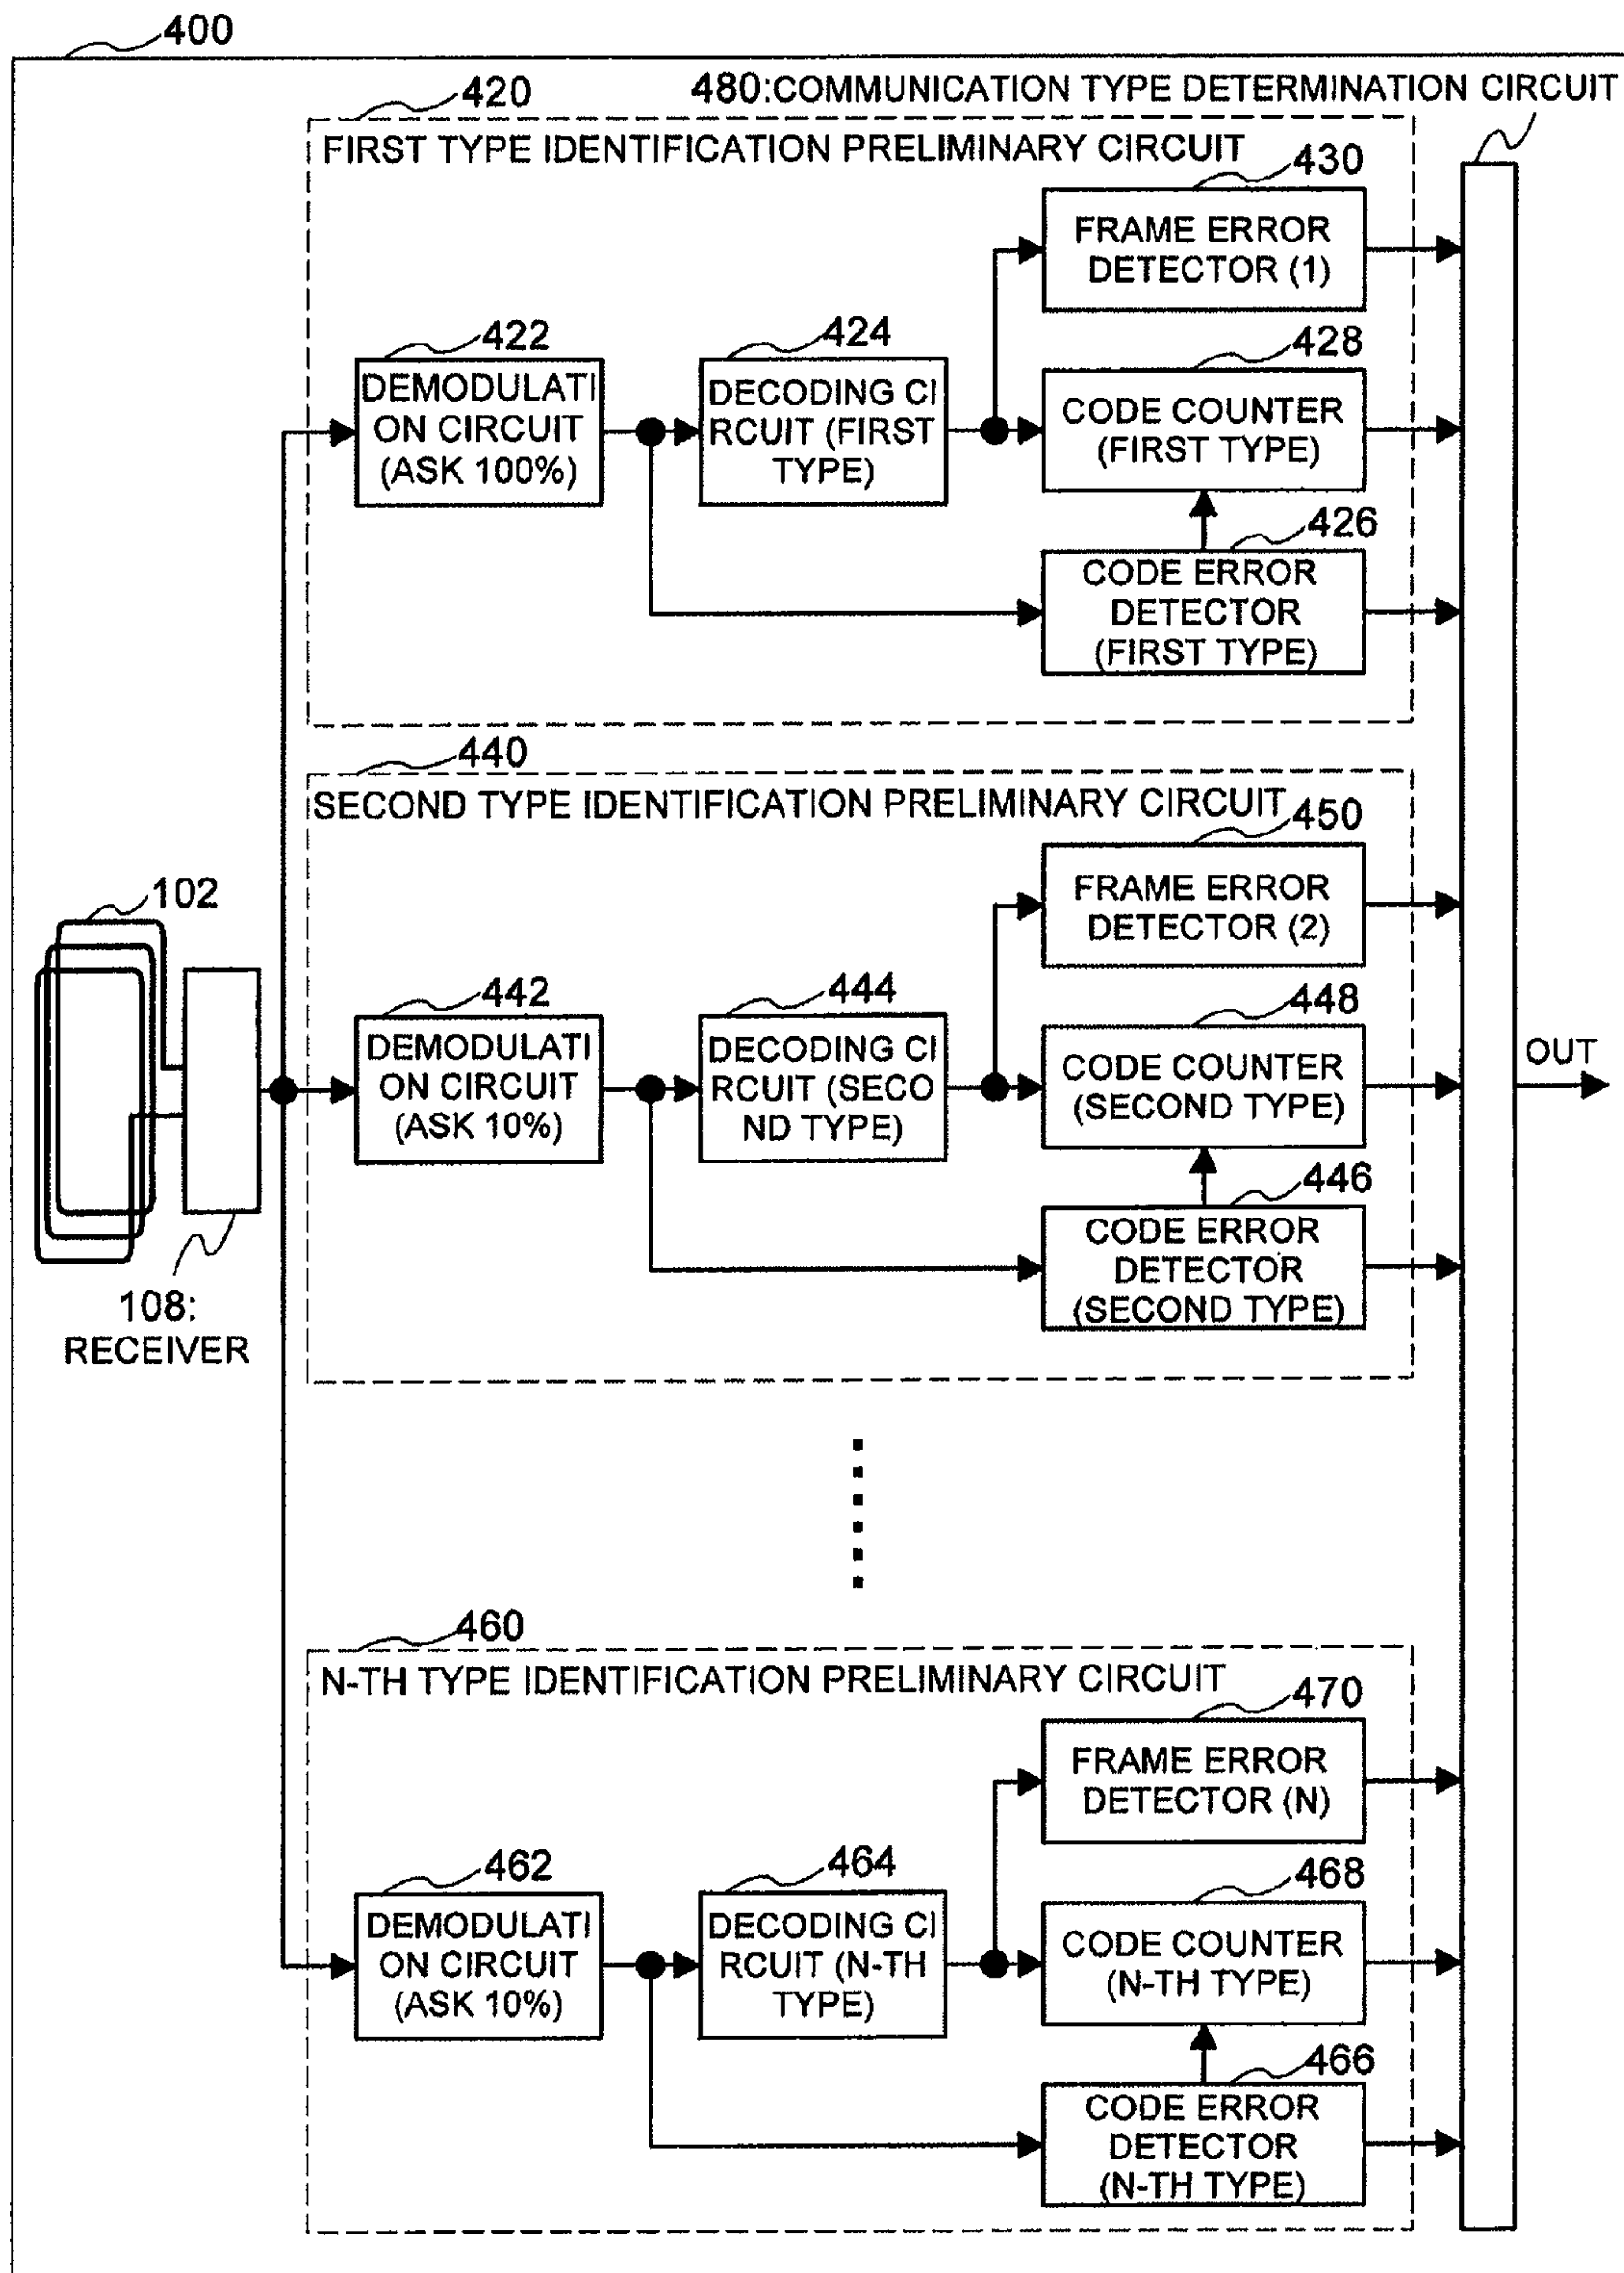 400
420
480:COMMUNICATION TYPE DETERMINATION CIRCUIT
FIRST TYPE IDENTIFICATION PRELIMINARY CIRCUIT
430
FRAME ERROR
DETECTOR (1)
422
DEMODULATI
ON CIRCUIT
(ASK 100%)
424
DECODING CI
RCUIT (FIRST
TYPE)
428
CODE COUNTER
(FIRST TYPE)
426
CODE ERROR
DETECTOR
(FIRST TYPE)
440
SECOND TYPE IDENTIFICATION PRELIMINARY CIRCUIT
450
FRAME ERROR
DETECTOR (2)
102
108:
RECEIVER
442
DEMODULATI
ON CIRCUIT
(ASK 10%)
444
DECODING CI
RCUIT (SECO
ND TYPE)
448
CODE COUNTER
(SECOND TYPE)
OUT
446
CODE ERROR
DETECTOR
(SECOND TYPE)
460
N-TH TYPE IDENTIFICATION PRELIMINARY CIRCUIT
470
FRAME ERROR
DETECTOR (N)
462
DEMODULATI
ON CIRCUIT
(ASK 10%)
464
DECODING CI
RCUIT (N-TH
TYPE)
468
CODE COUNTER
(N-TH TYPE)
466
CODE ERROR
DETECTOR
(N-TH TYPE)